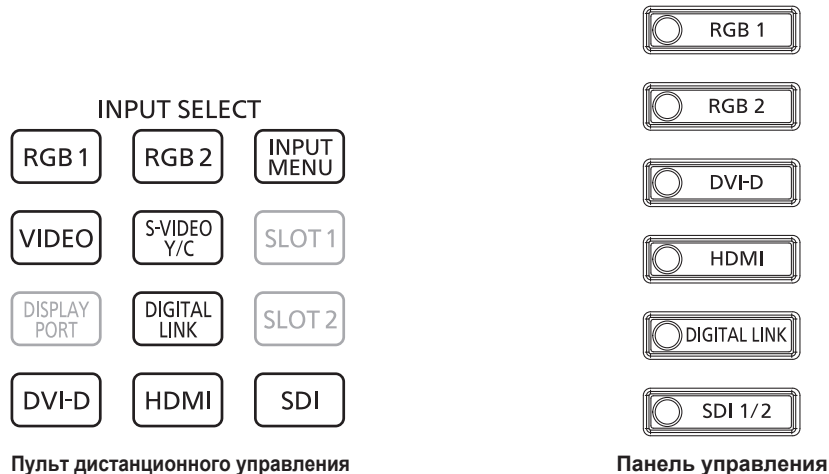 INPUT SELECT
RGB 1
RGB 2
INPUT
MENU
VIDEO
S-VIDEO
Y/C
SLOT 1
DISPLAY
PORT
DIGITAL
LINK
SLOT 2
DVI-D
HDMI
SDI
Пульт дистанционного управления
RGB 1
RGB 2
DVI-D
HDMI
DIGITAL LINK
SDI 1/2
Панель управления